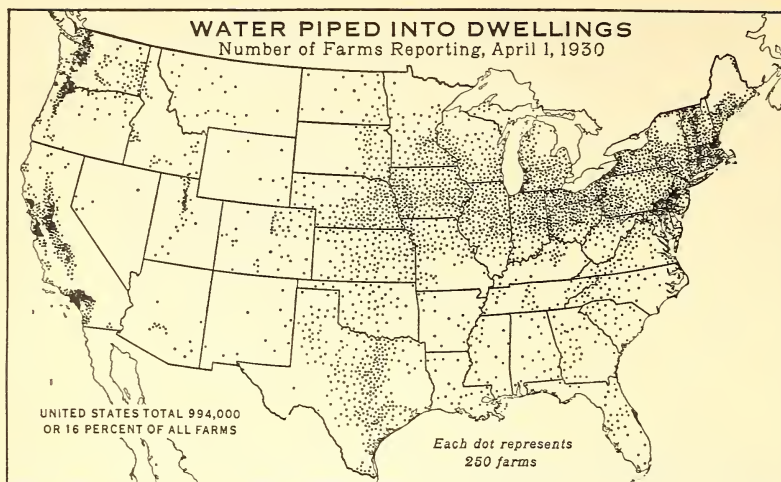 WATER PIPED INTO DWELLINGS
Number of Farms Reporting, April 1, 1930
UNITED STATES TOTAL 994,000
OR 16 PERCENT OF ALL FARMS
Each dot represents
250 farms